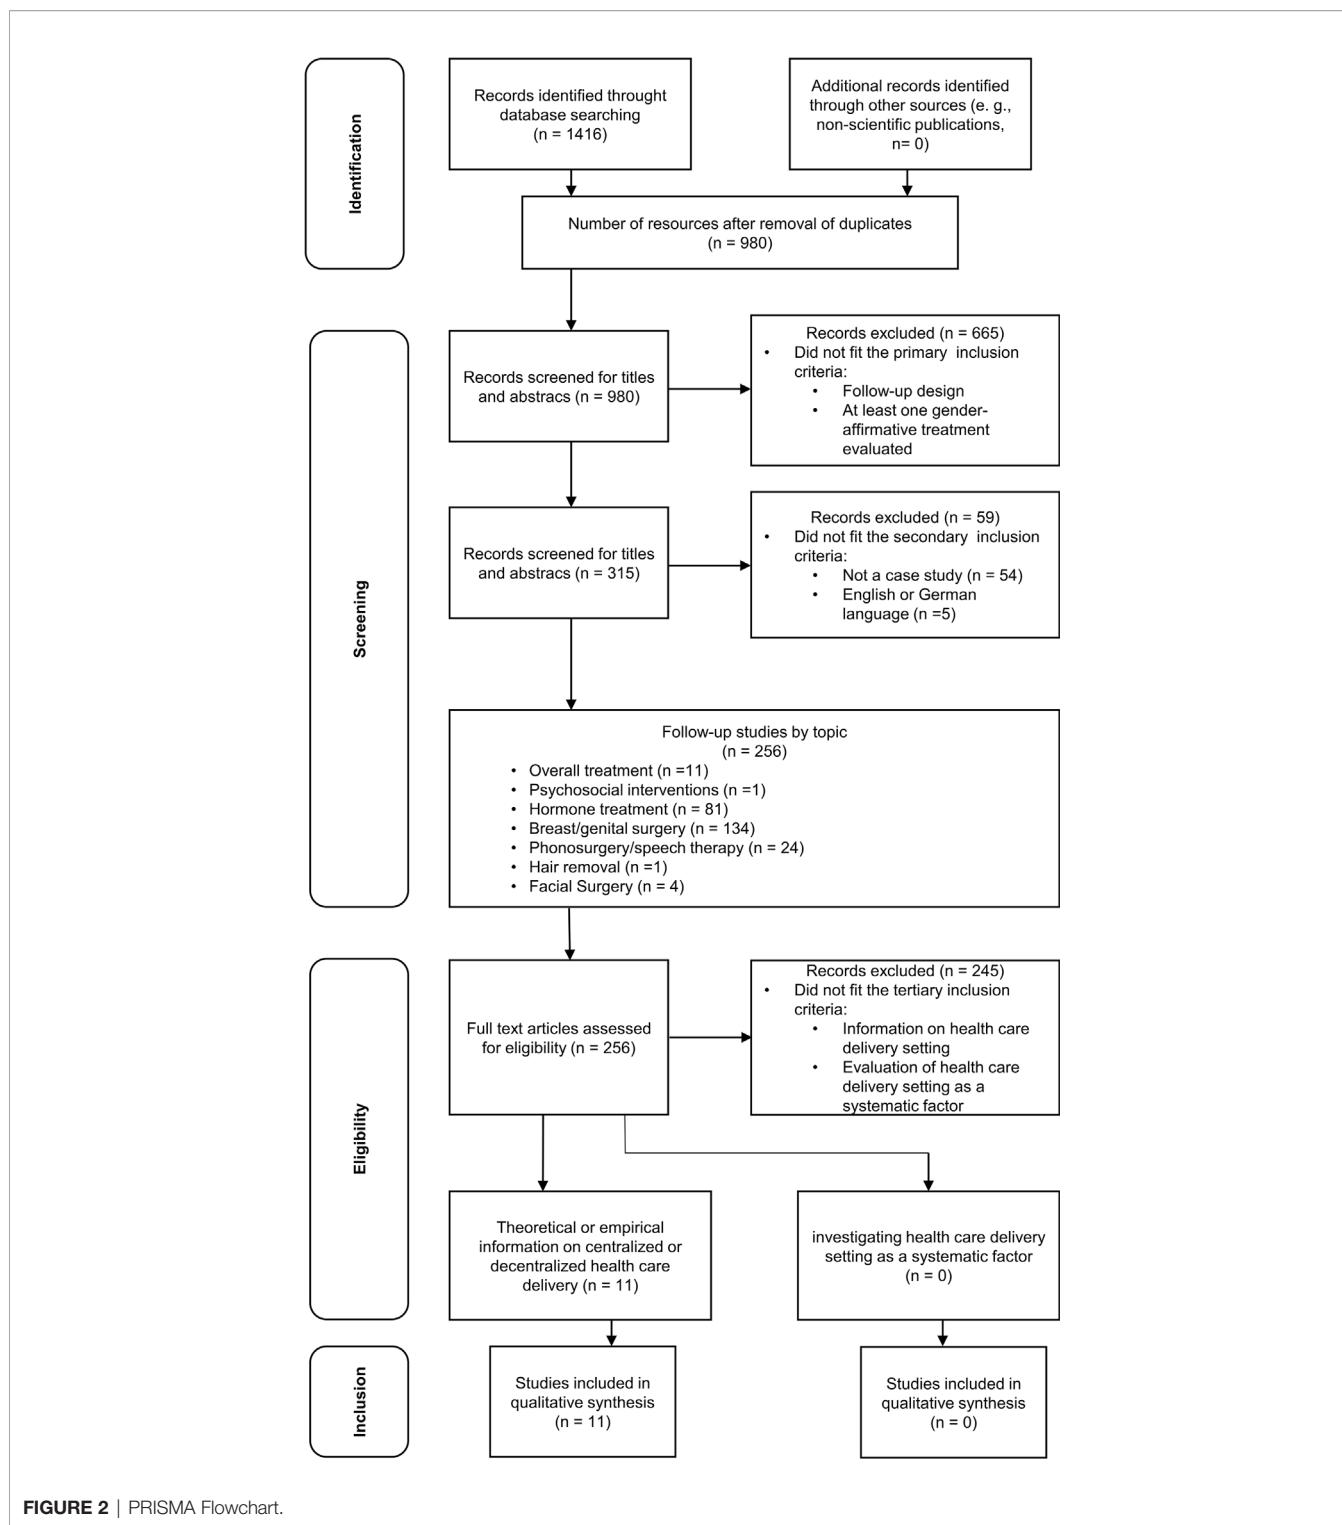 Identification
Records identified throught
database searching
(n = 1416)
Additional records identified
through other sources (e. g.,
non-scientific publications,
n= 0)
Number of resources after removal of duplicates
(n = 980)
Screening
Records screened for titles
and abstracs (n = 980)
Records excluded (n = 665)
• Did not fit the primary inclusion
criteria:
• Follow-up design
• At least one gender-
affirmative treatment
evaluated
Records screened for titles
and abstracs (n = 315)
Records excluded (n = 59)
• Did not fit the secondary inclusion
criteria:
• Not a case study (n = 54)
• English or German
language (n =5)
Follow-up studies by topic
(n = 256)
• Overall treatment (n =11)
• Psychosocial interventions (n =1)
• Hormone treatment (n = 81)
• Breast/genital surgery (n = 134)
• Phonosurgery/speech therapy (n = 24)
• Hair removal (n =1)
• Facial Surgery (n = 4)
Eligibility
Full text articles assessed
for eligibility (n = 256)
Records excluded (n = 245)
• Did not fit the tertiary inclusion
criteria:
• Information on health care
delivery setting
• Evaluation of health care
delivery setting as a
systematic factor
Theoretical or empirical
information on centralized or
decentralized health care
delivery (n = 11)
investigating health care delivery
setting as a systematic factor
(n = 0)
Inclusion
Studies included in
qualitative synthesis
(n = 11)
Studies included in
qualitative synthesis
(n = 0)
FIGURE 2 | PRISMA Flowchart.